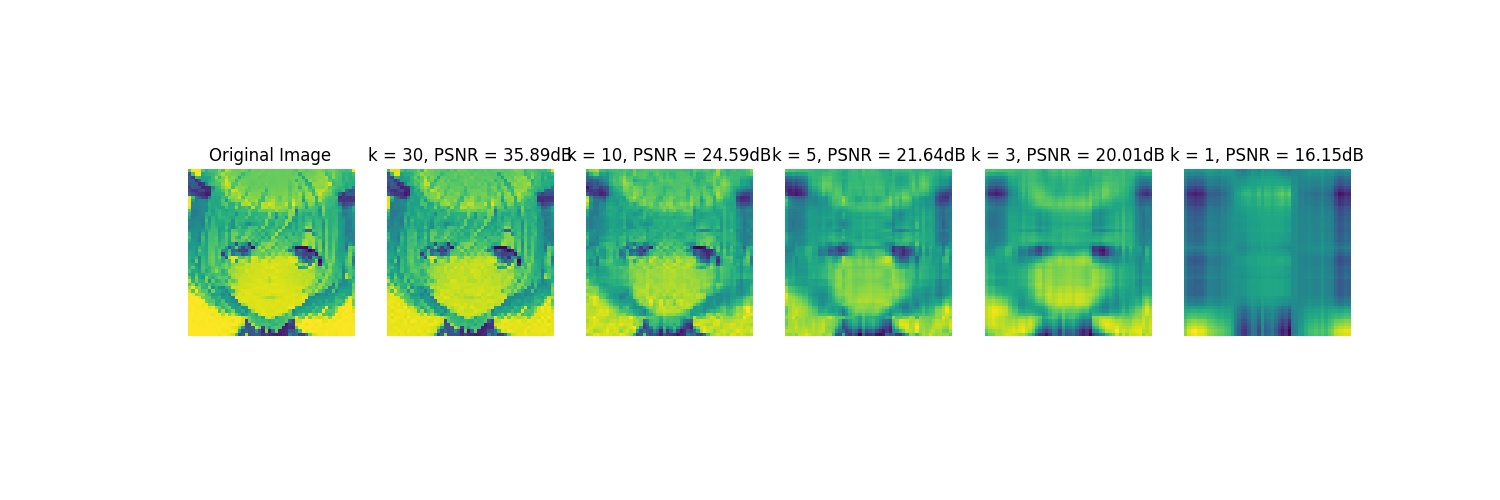 Original Image
k = 30, PSNR = 35.89dB
k = 10, PSNR = 24.59dB
k = 5, PSNR = 21.64dB
k = 3, PSNR = 20.01dB
k = 1, PSNR = 16.15dB